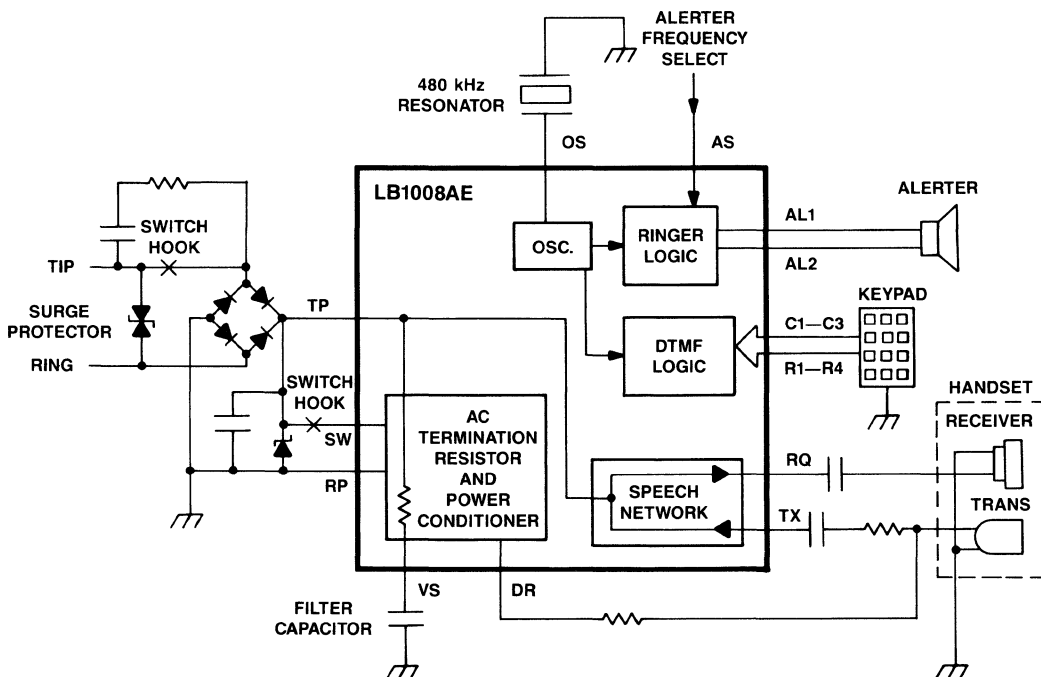 ALERTER
FREQUENCY
SELECT
480 kHz
RESONATOR
OS
AS
LB1008AE
ALERTER
SWITCH
HOOK
OSC.
RINGER
LOGIC
AL1
AL2
TIP
SURGE
PROTECTOR
RING
TP
KEYPAD
DTMF
LOGIC
C1—C3
R1—R4
SWITCH
HOOK
SW
RP
AC
TERMINATION
RESISTOR
AND
POWER
CONDITIONER
HANDSET
RECEIVER
SPEECH
NETWORK
RQ
TX
TRANS
VS
DR
FILTER
CAPACITOR